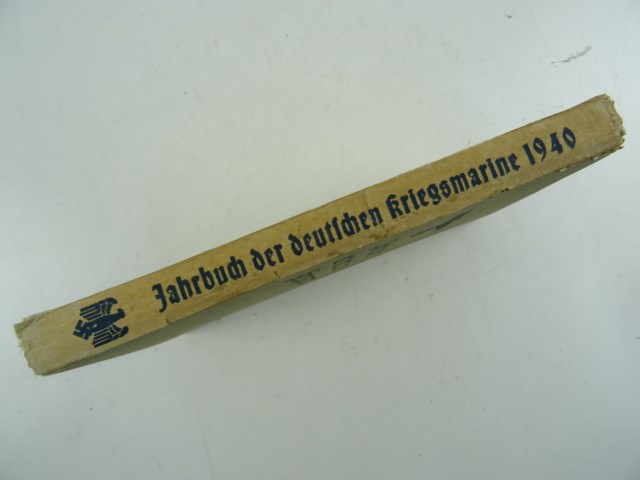 Jahrbuch der deutschen Kriegsmarine 1940